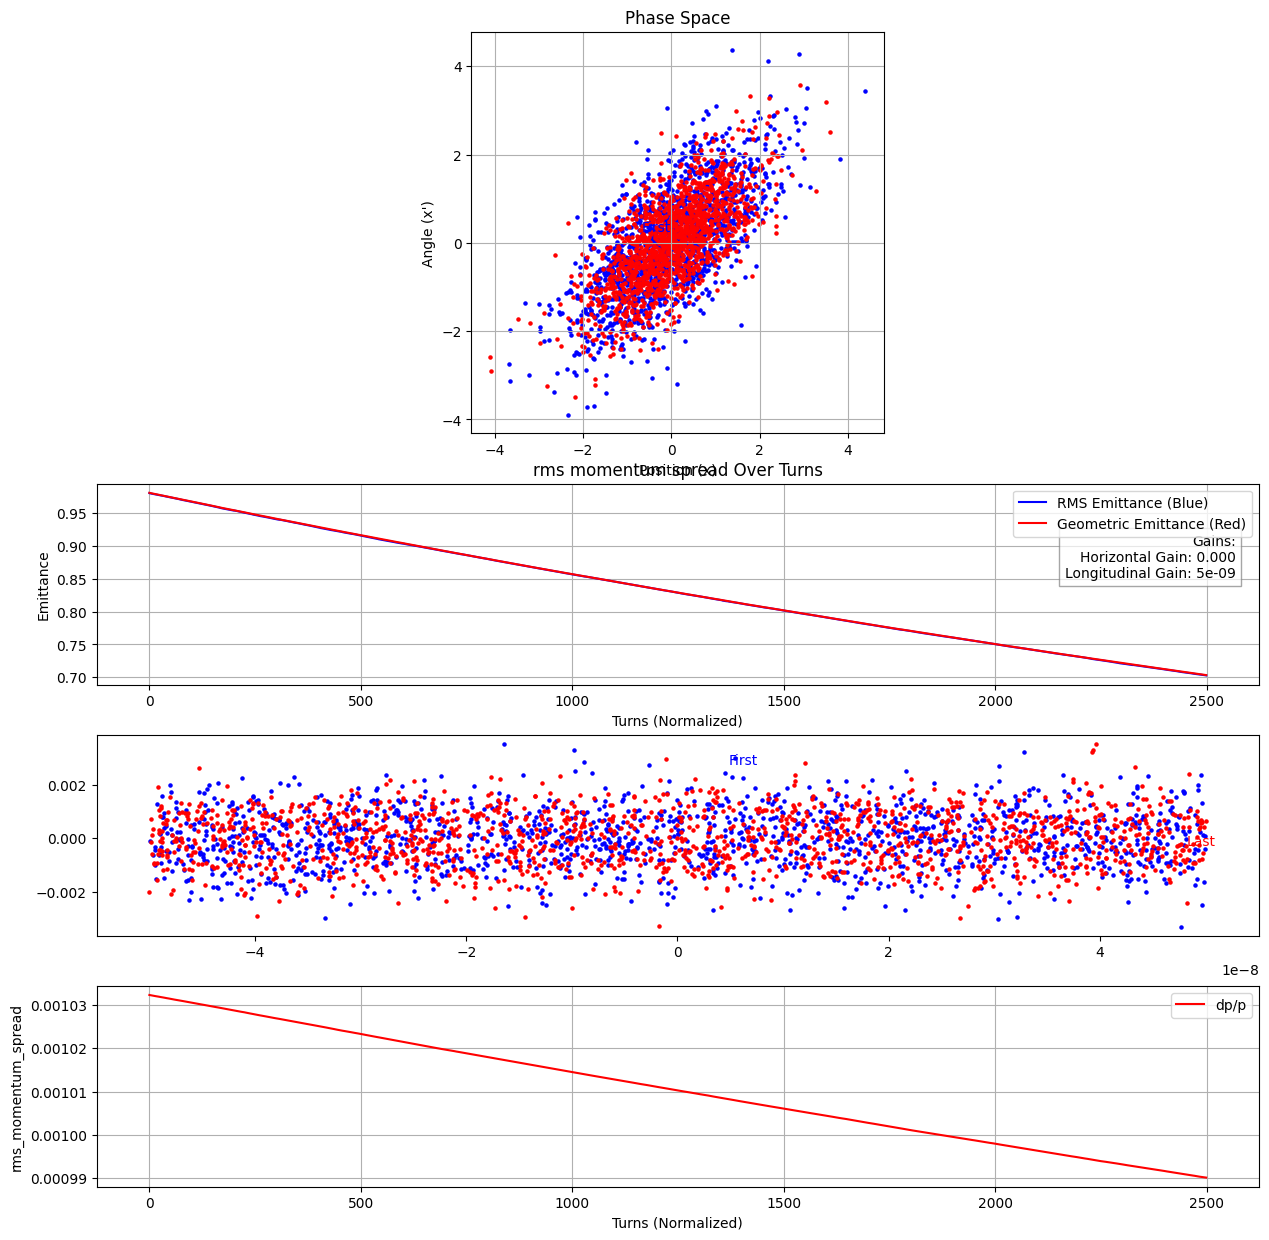 Phase Space
4
2
0
−2
−4
Angle (x')
First
−4
−2
0
2
4
Position (x)
rms momentum spread Over Turns
0.95
0.90
0.85
0.80
0.75
0.70
Emittance
RMS Emittance (Blue)
Geometric Emittance (Red)
Gains:
Horizontal Gain: 0.000
Longitudinal Gain: 5e-09
0
500
1000
1500
2000
2500
Turns (Normalized)
0.002
0.000
−0.002
First
Last
−4
−2
0
2
4
1e−8
0.00103
0.00102
0.00101
0.00100
0.00099
rms_momentum_spread
dp/p
0
500
1000
1500
2000
2500
Turns (Normalized)